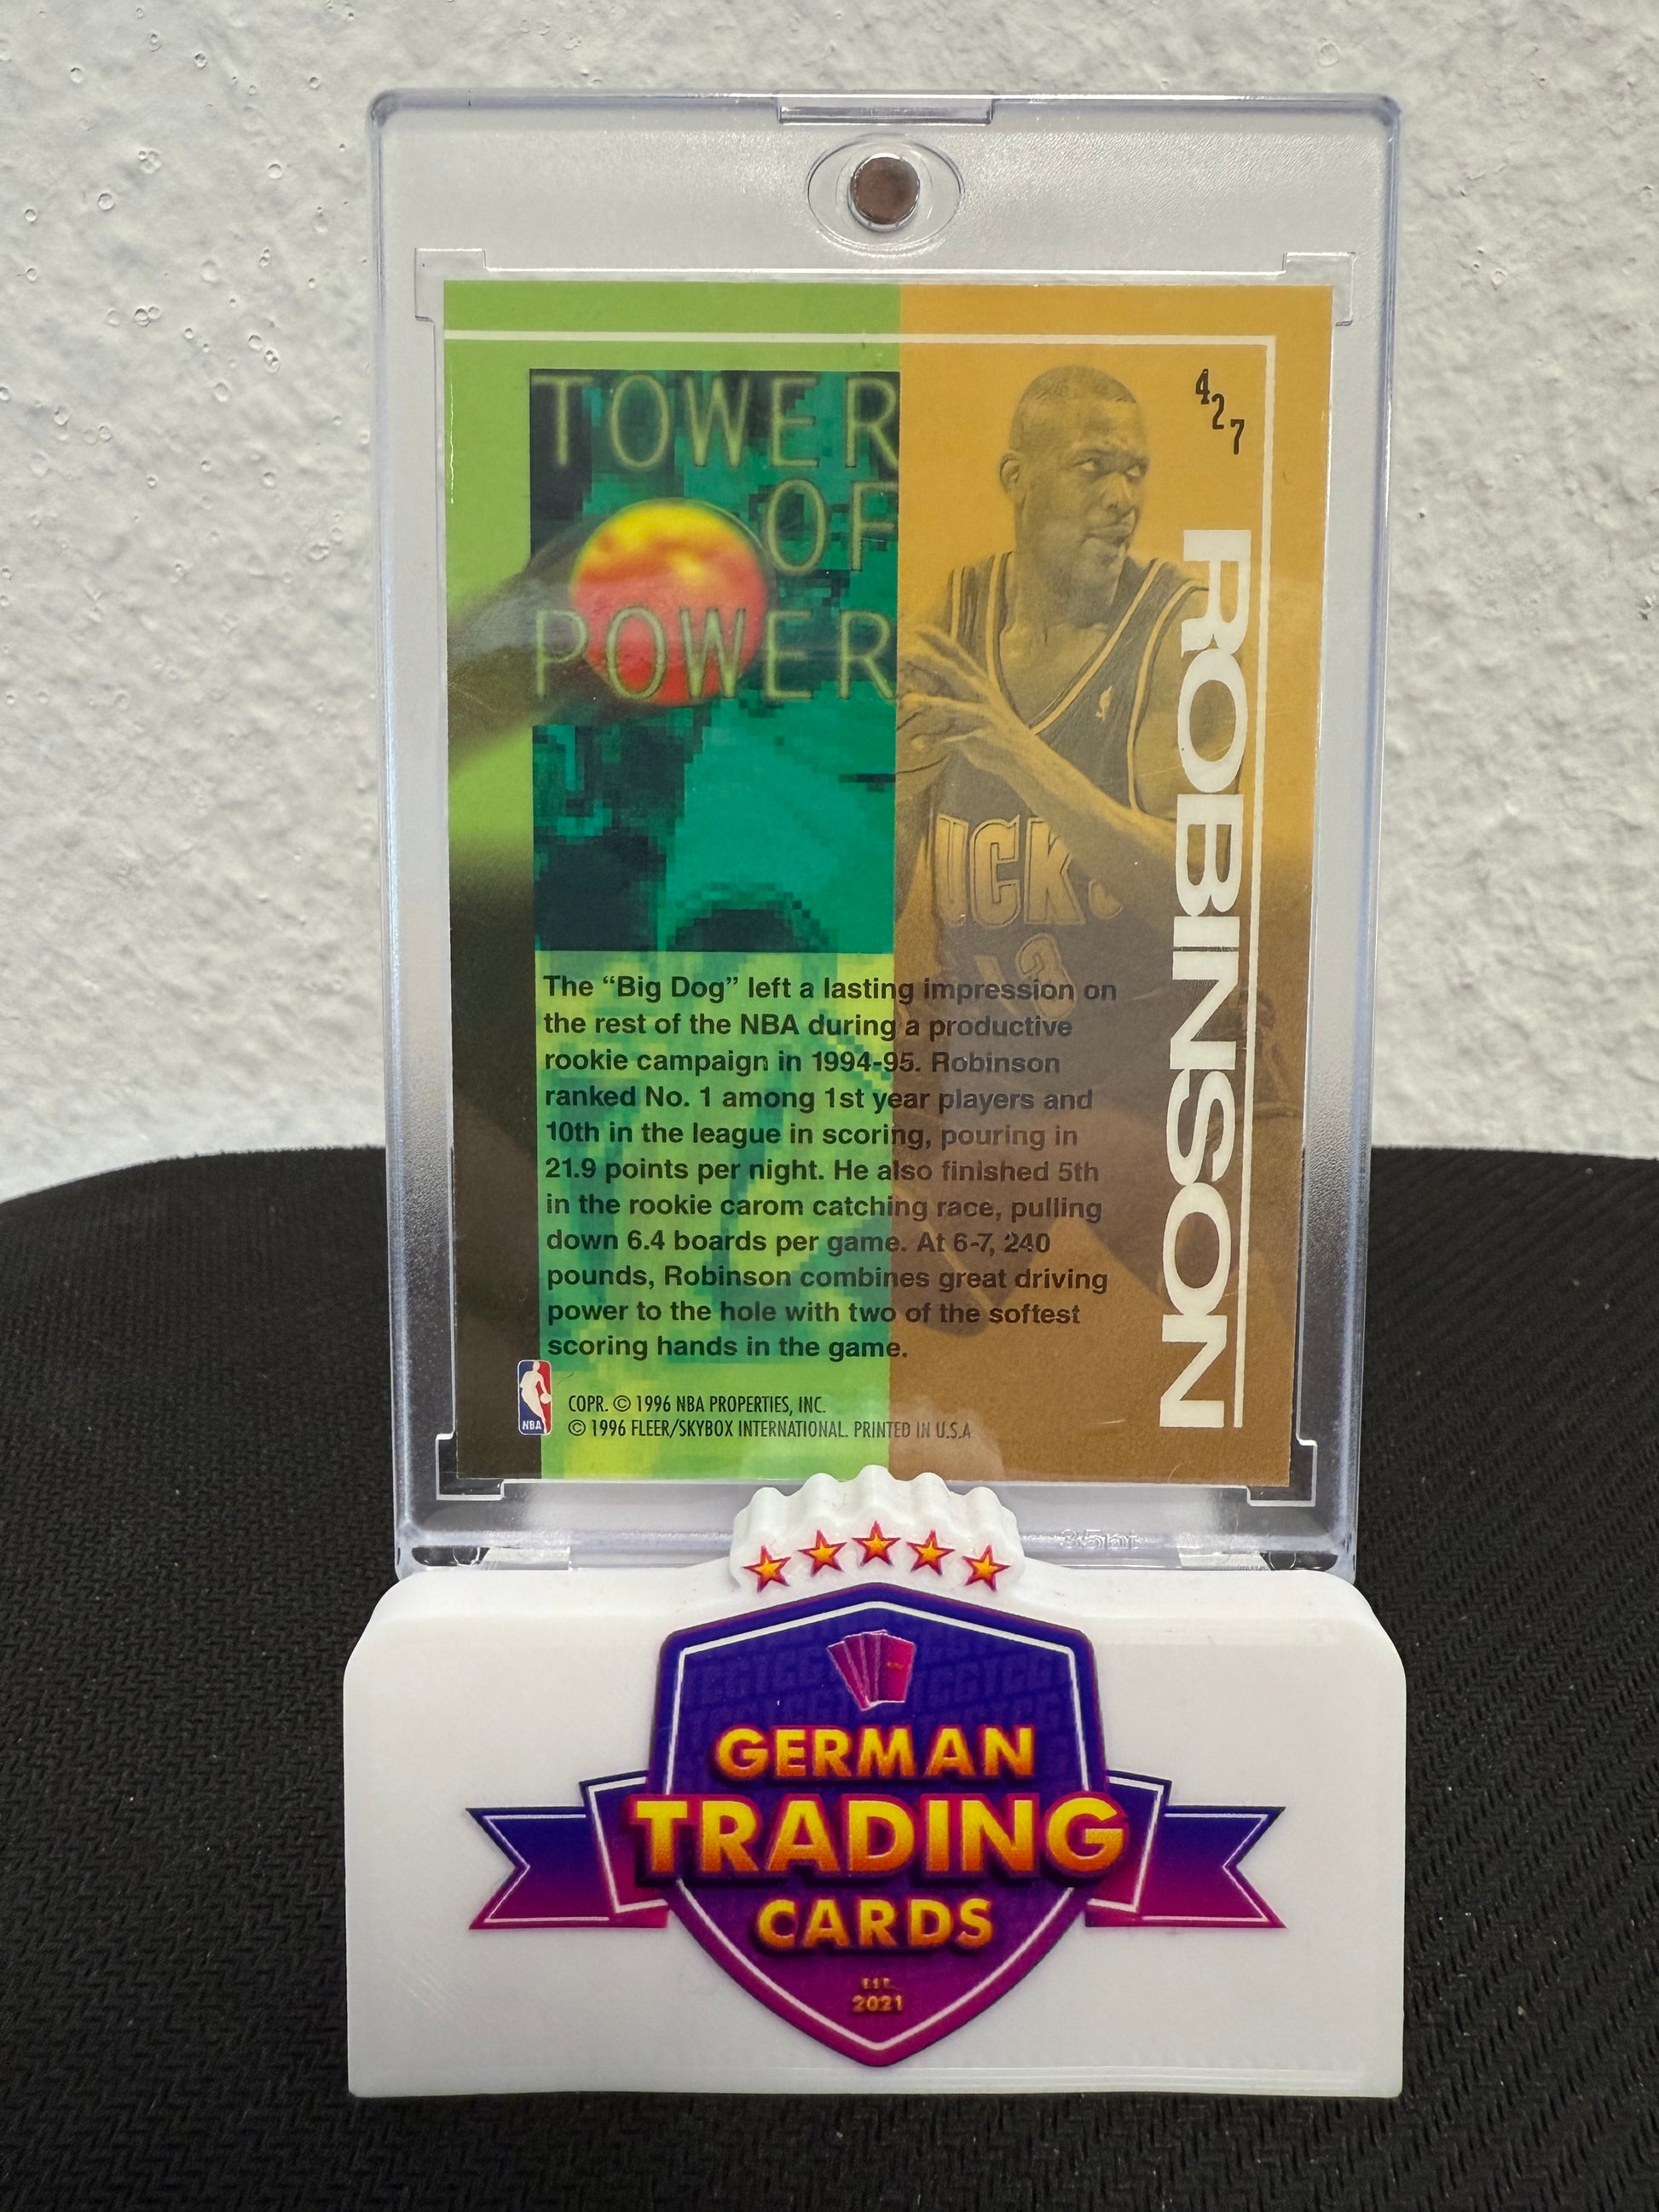 TOWER
OF
POWER
427
ROBINSON
UCK
13
The “Big Dog” left a lasting impression on
the rest of the NBA during a productive
rookie campaign in 1994-95. Robinson
ranked No. 1 among 1st year players and
10th in the league in scoring, pouring in
21.9 points per night. He also finished 5th
in the rookie carom catching race, pulling
down 6.4 boards per game. At 6-7, 240
pounds, Robinson combines great driving
power to the hole with two of the softest
scoring hands in the game.
NBA
COPR. © 1996 NBA PROPERTIES, INC.
© 1996 FLEER/SKYBOX INTERNATIONAL. PRINTED IN U.S.A
35pt
GERMAN
TRADING
CARDS
EST.
2021